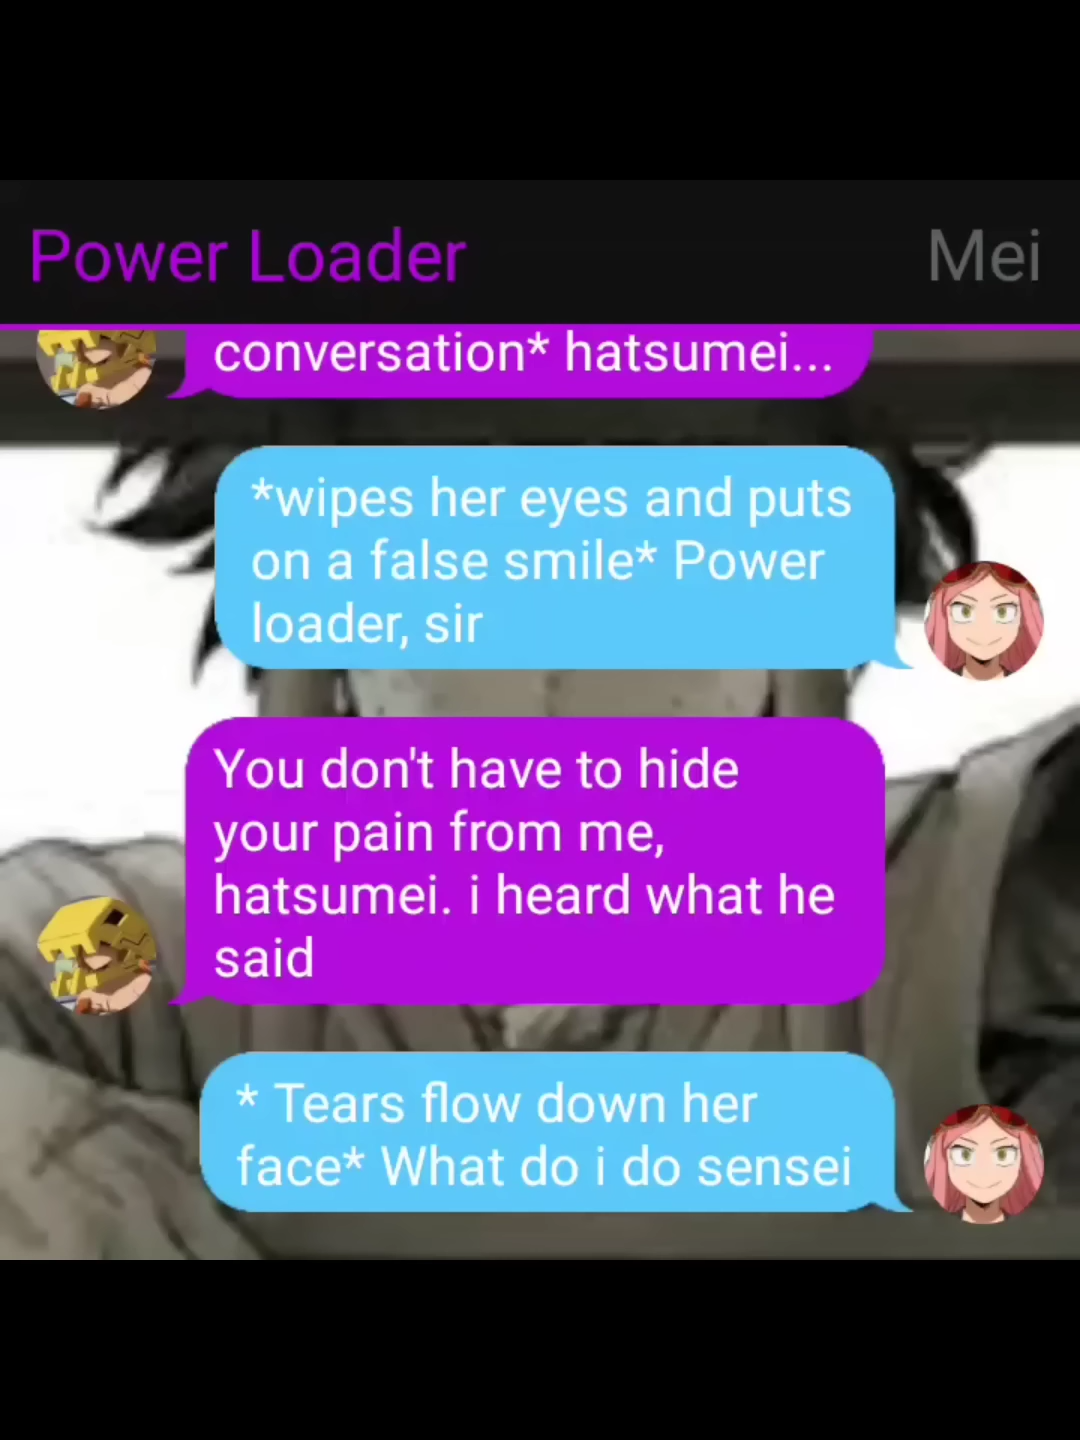 Power Loader
Mei
conversation* hatsumei...
*wipes her eyes and puts
on a false smile* Power
loader, sir
You don't have to hide
your pain from me,
hatsumei. i heard what he
said
* Tears flow down her
face* What do i do sensei